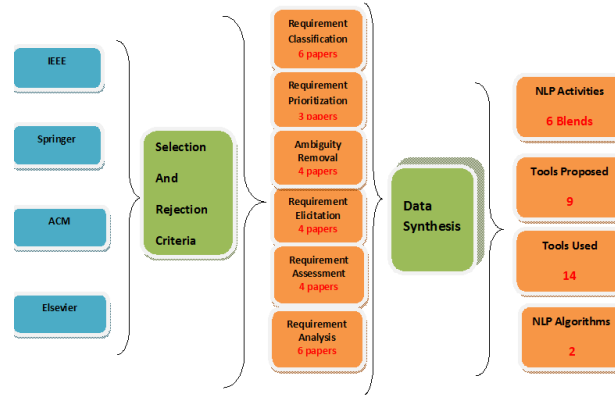 IEEE
Springer
ACM
Elsevier
Selection
And
Rejection
Criteria
Requirement
Classification
6 papers
Requirement
Prioritization
3 papers
Ambiguity
Removal
4 papers
Requirement
Elicitation
4 papers
Requirement
Assessment
4 papers
Requirement
Analysis
6 papers
Data
Synthesis
NLP Activities
6 Blends
Tools Proposed
9
Tools Used
14
NLP Algorithms
2